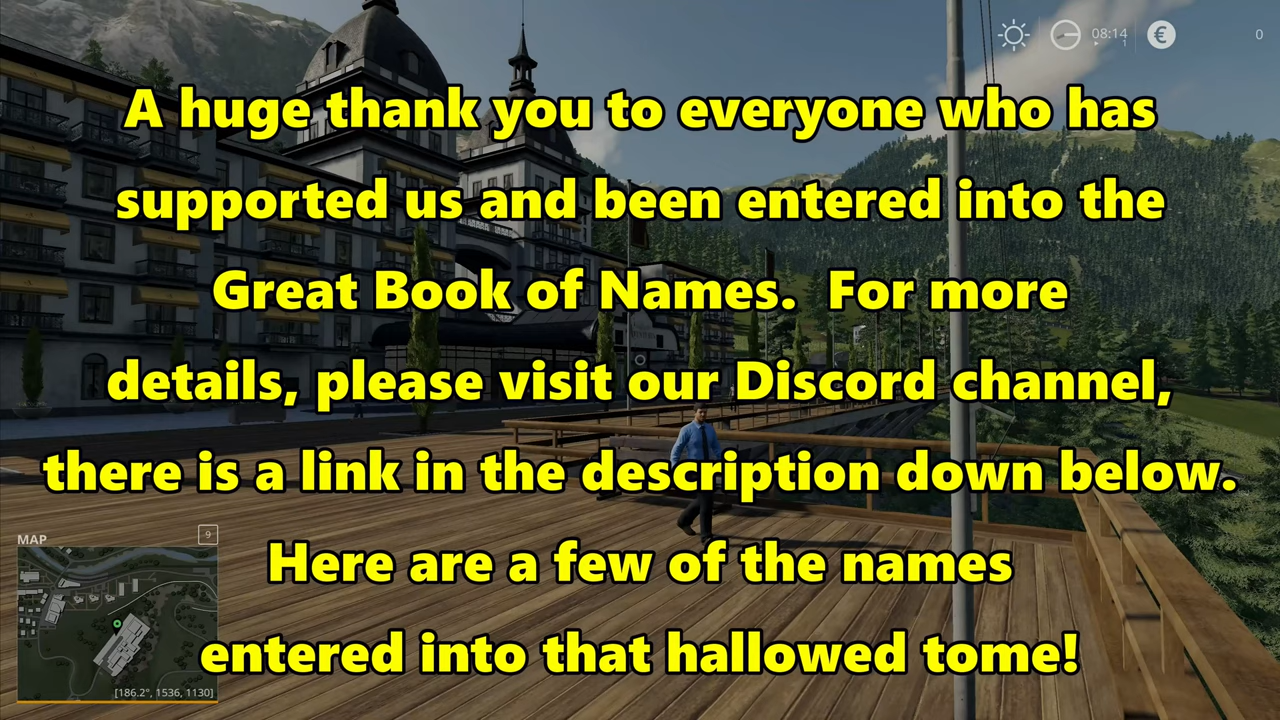 08:14
1
0
A huge thank you to everyone who has
supported us and been entered into the
Great Book of Names.  For more
details, please visit our Discord channel,
there is a link in the description down below.
Here are a few of the names
entered into that hallowed tome!
MAP
9
[186.2°, 1536, 1130]